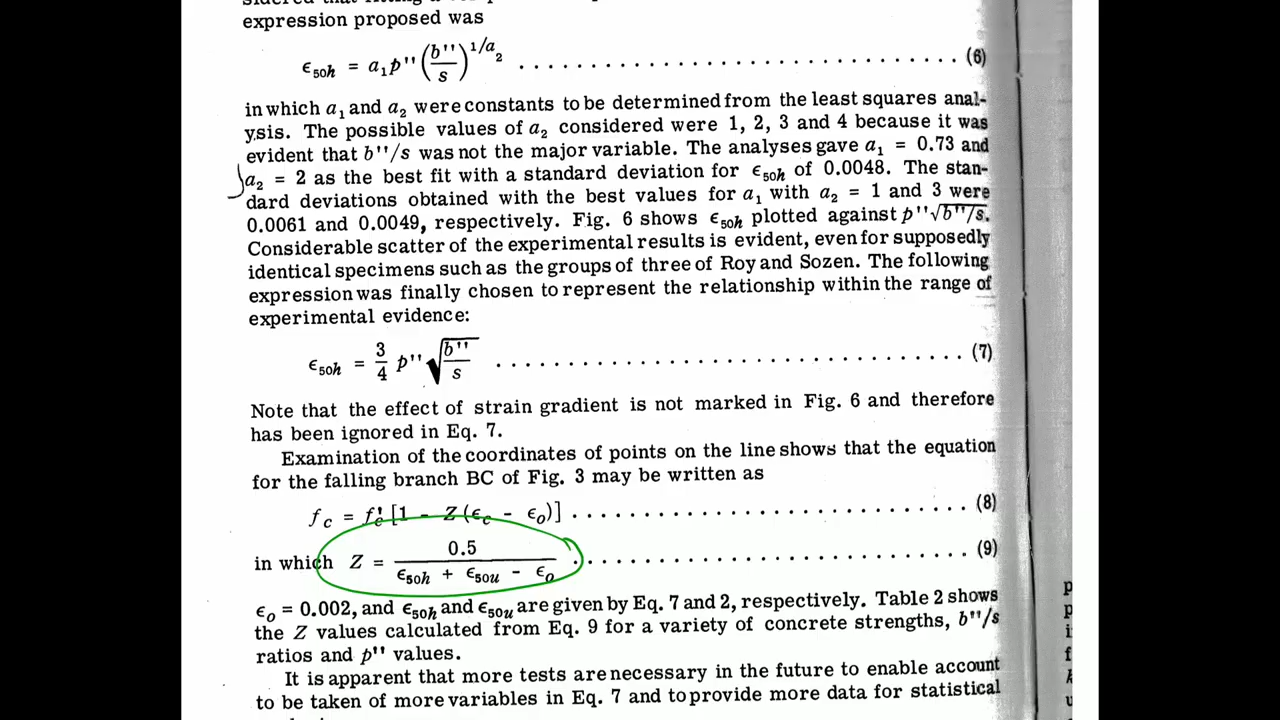 expression proposed was
ϵ₅₀ₕ = a₁p''(b''/s)^1/a₂ . . . . . . . . . . . . . . . . . . . . . . . . . . . . . . (6)
in which a₁ and a₂ were constants to be determined from the least squares anal-
ysis. The possible values of a₂ considered were 1, 2, 3 and 4 because it was
evident that b''/s was not the major variable. The analyses gave a₁ = 0.73 and
a₂ = 2 as the best fit with a standard deviation for ϵ₅₀ₕ of 0.0048. The stan-
dard deviations obtained with the best values for a₁ with a₂ = 1 and 3 were
0.0061 and 0.0049, respectively. Fig. 6 shows ϵ₅₀ₕ plotted against p''√b''/s.
Considerable scatter of the experimental results is evident, even for supposedly
identical specimens such as the groups of three of Roy and Sozen. The following
expression was finally chosen to represent the relationship within the range of
experimental evidence:
ϵ₅₀ₕ = 3/4 p'' √b''/s . . . . . . . . . . . . . . . . . . . . . . . . . . . . . . . (7)
Note that the effect of strain gradient is not marked in Fig. 6 and therefore
has been ignored in Eq. 7.
Examination of the coordinates of points on the line shows that the equation
for the falling branch BC of Fig. 3 may be written as
f_c = f'_c [1 - Z(ϵ_c - ϵ₀)] . . . . . . . . . . . . . . . . . . . . . . . . . . (8)
in which Z = 0.5/(ϵ₅₀ₕ + ϵ₅₀ᵤ - ϵ₀) . . . . . . . . . . . . . . . . . . . . . . . . . (9)
ϵ₀ = 0.002, and ϵ₅₀ₕ and ϵ₅₀ᵤ are given by Eq. 7 and 2, respectively. Table 2 shows
the Z values calculated from Eq. 9 for a variety of concrete strengths, b''/s
ratios and p'' values.
It is apparent that more tests are necessary in the future to enable account
to be taken of more variables in Eq. 7 and to provide more data for statistical